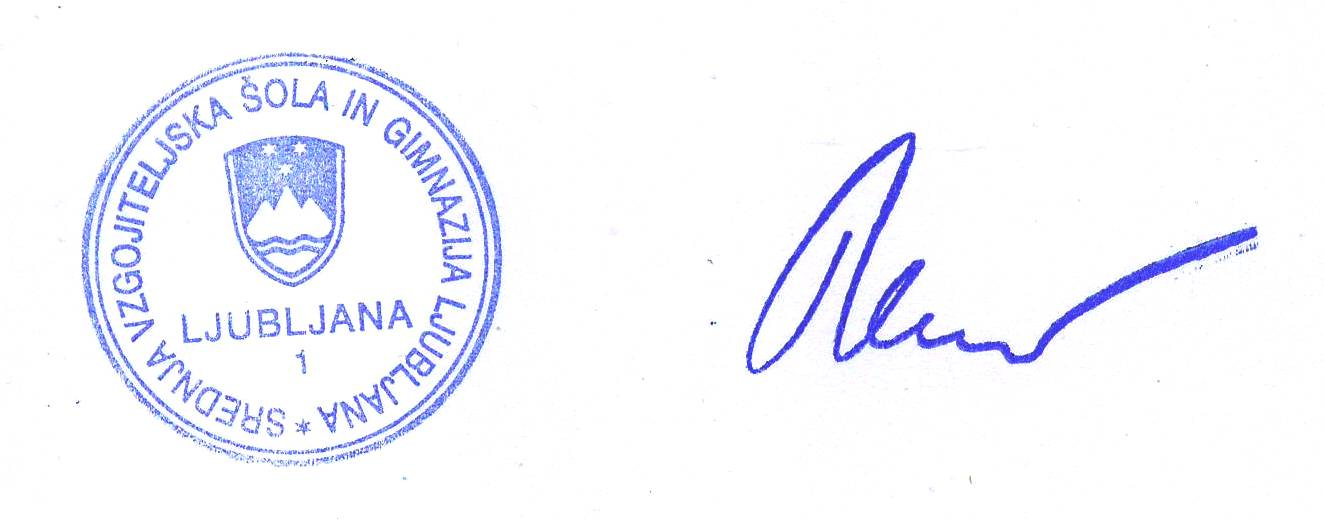 SREDNJA VZGOJITELJSKA ŠOLA IN GIMNAZIJA LJUBLJANA *
LJUBLJANA
1